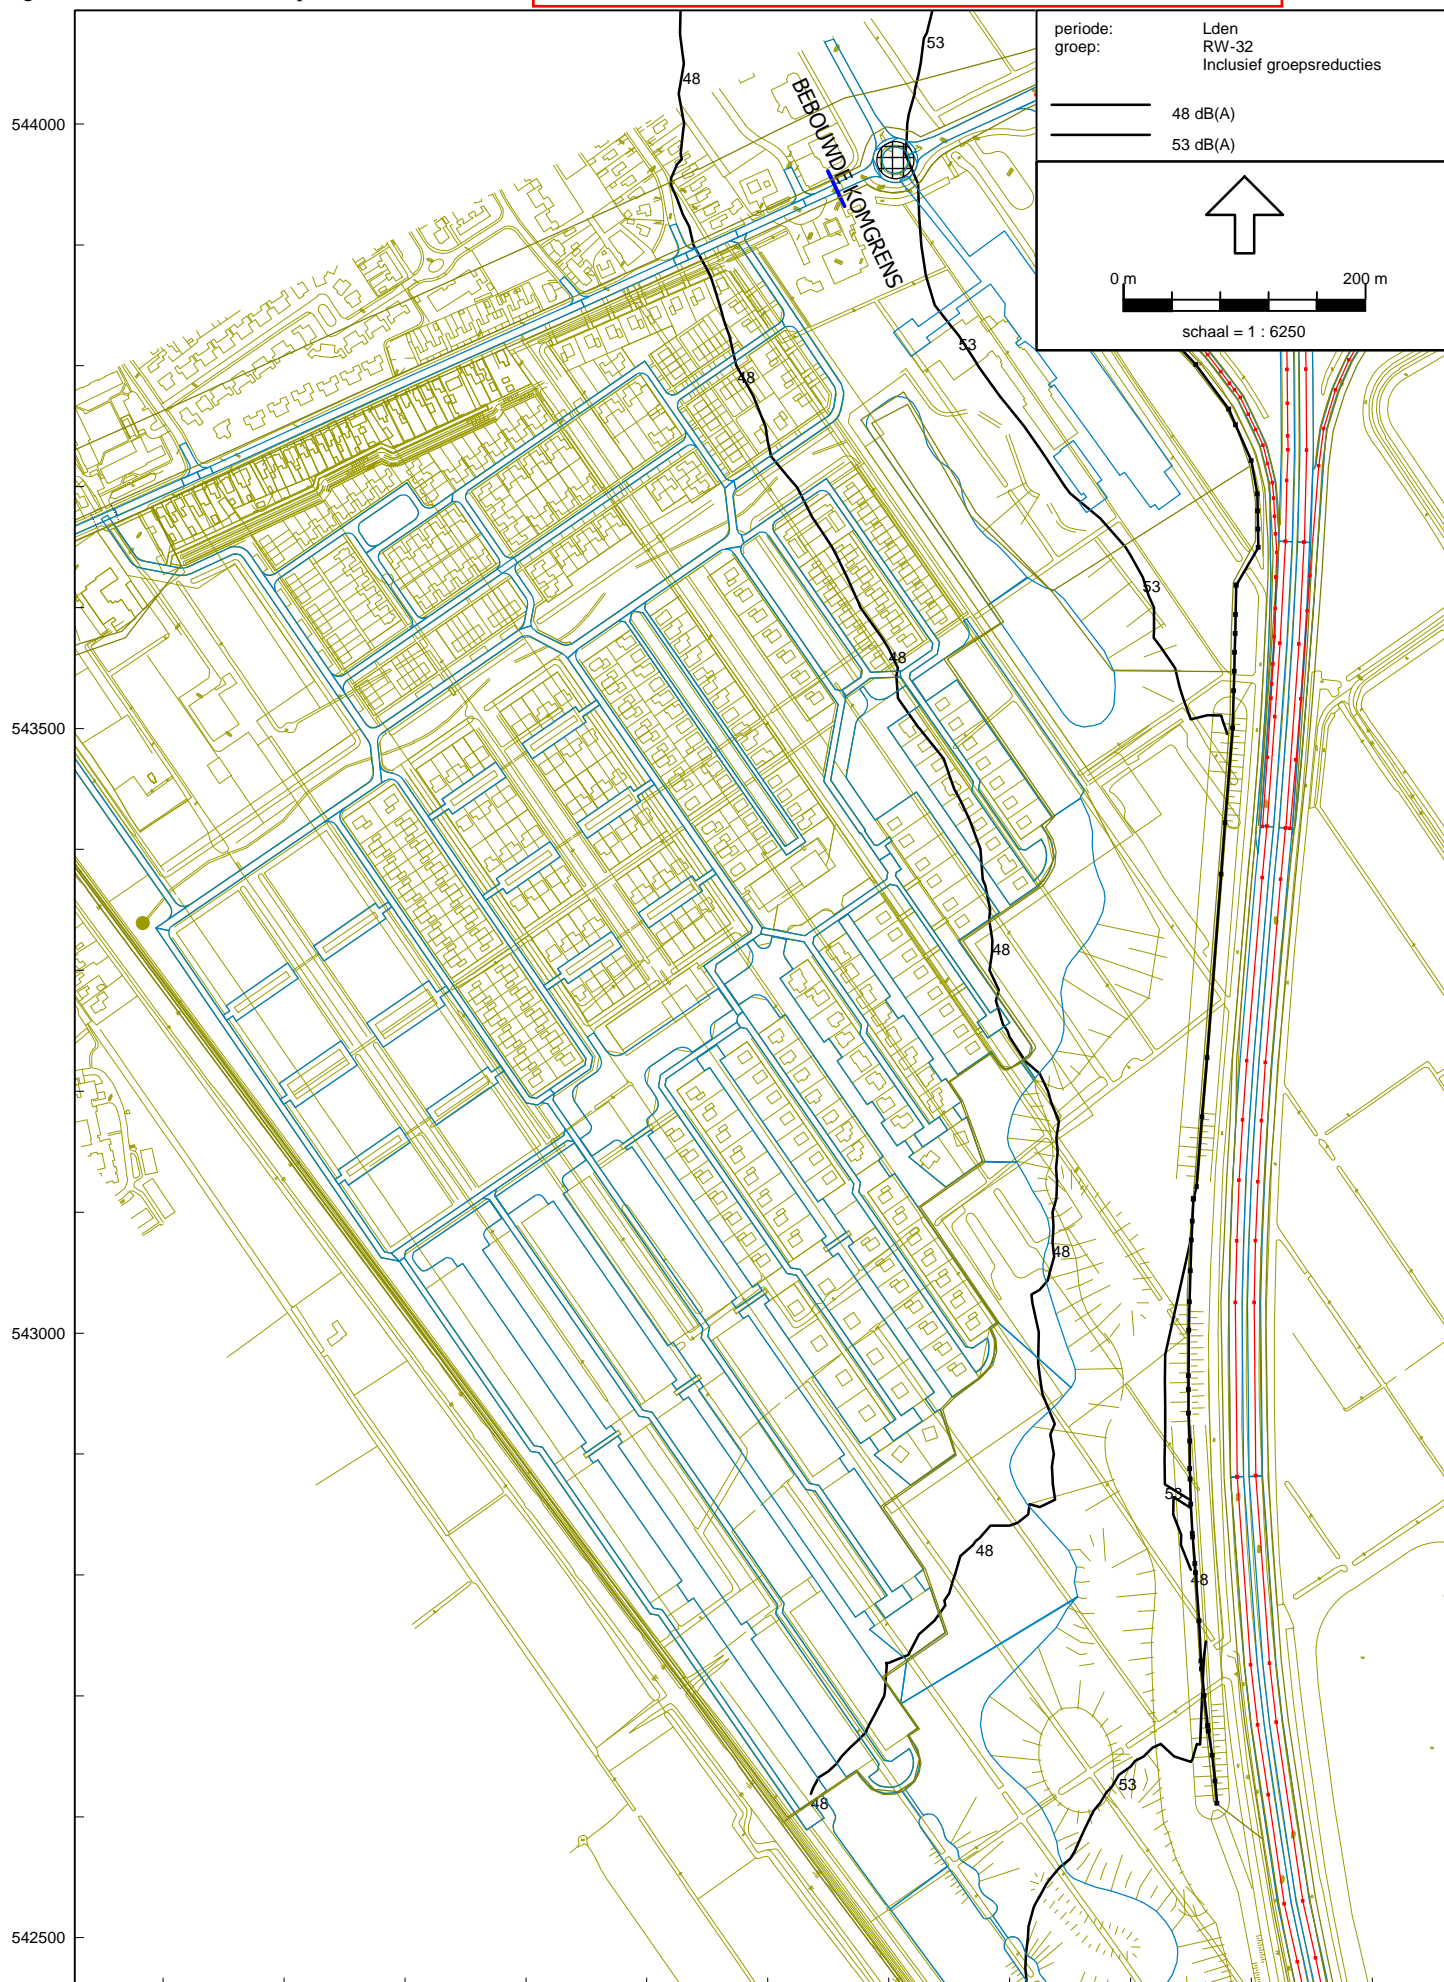 periode: Lden
groep: RW-32
Inclusief groepsreducties
48 dB(A)
53 dB(A)
0 m 200 m
schaal = 1 : 6250
BEBOUWDE KOMGRENS
544000
543500
543000
542500
53
48
53
48
53
48
48
48
53
48
48
53
48